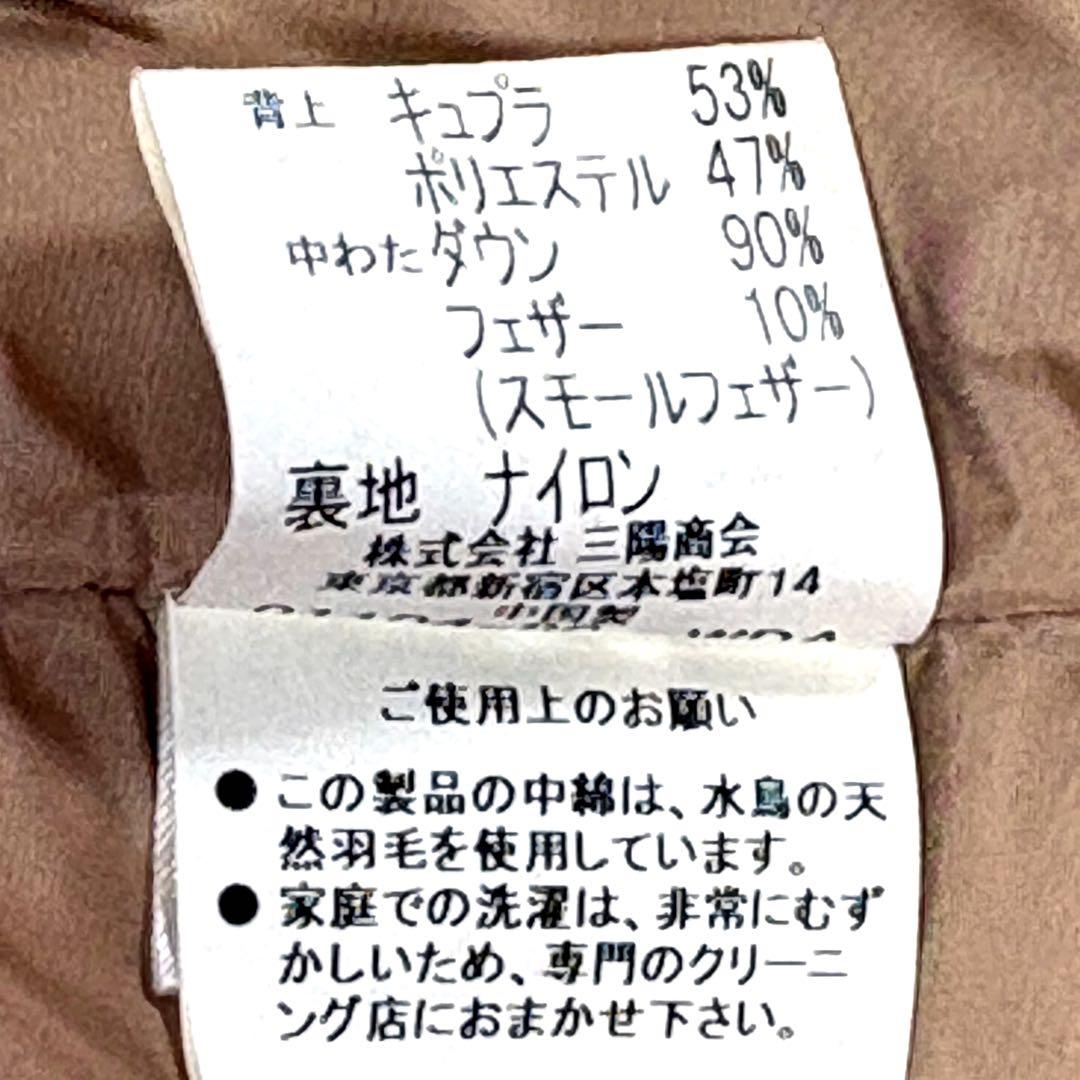 背上 キュプラ 53%
ポリエステル 47%
中わた ダウン 90%
フェザー 10%
(スモールフェザー)
裏地 ナイロン
株式会社 三陽商会
東京都新宿区本塩町14
中国製
ご使用上のお願い
● この製品の中綿は、水鳥の天
然羽毛を使用しています。
● 家庭での洗濯は、非常にむず
かしいため、専門のクリーニ
ング店におまかせ下さい。